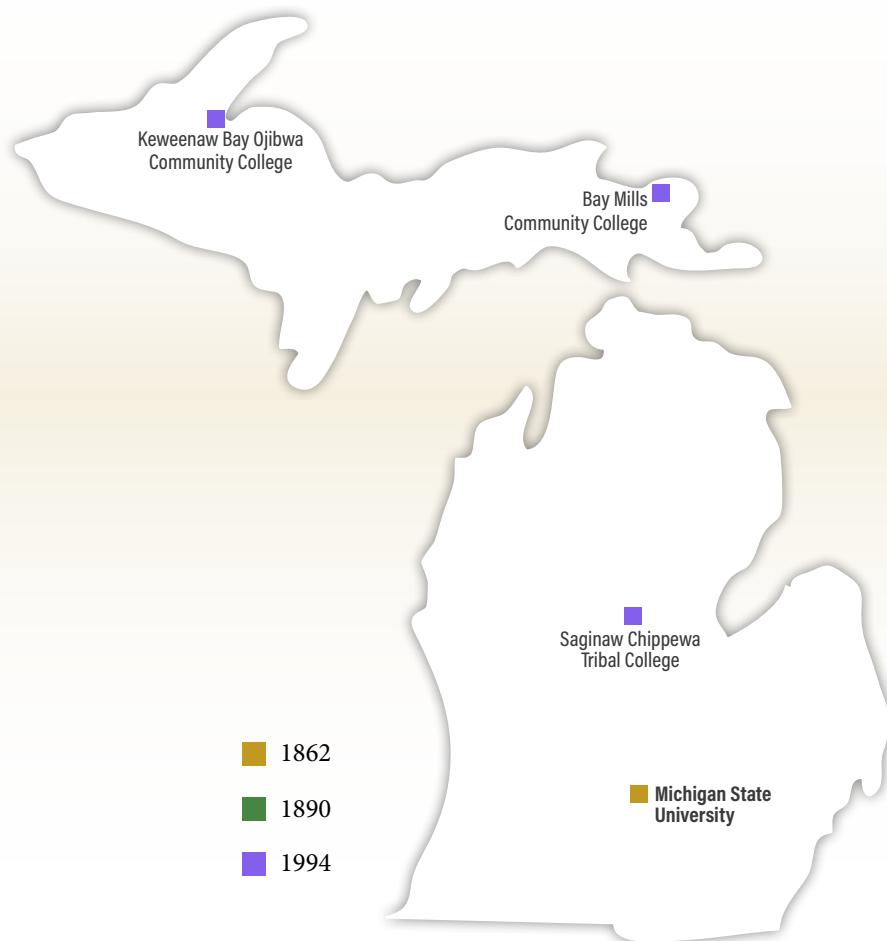 Keweenaw Bay Ojibwa
Community College
Bay Mills
Community College
Saginaw Chippewa
Tribal College
1862
1890
1994
Michigan State
University